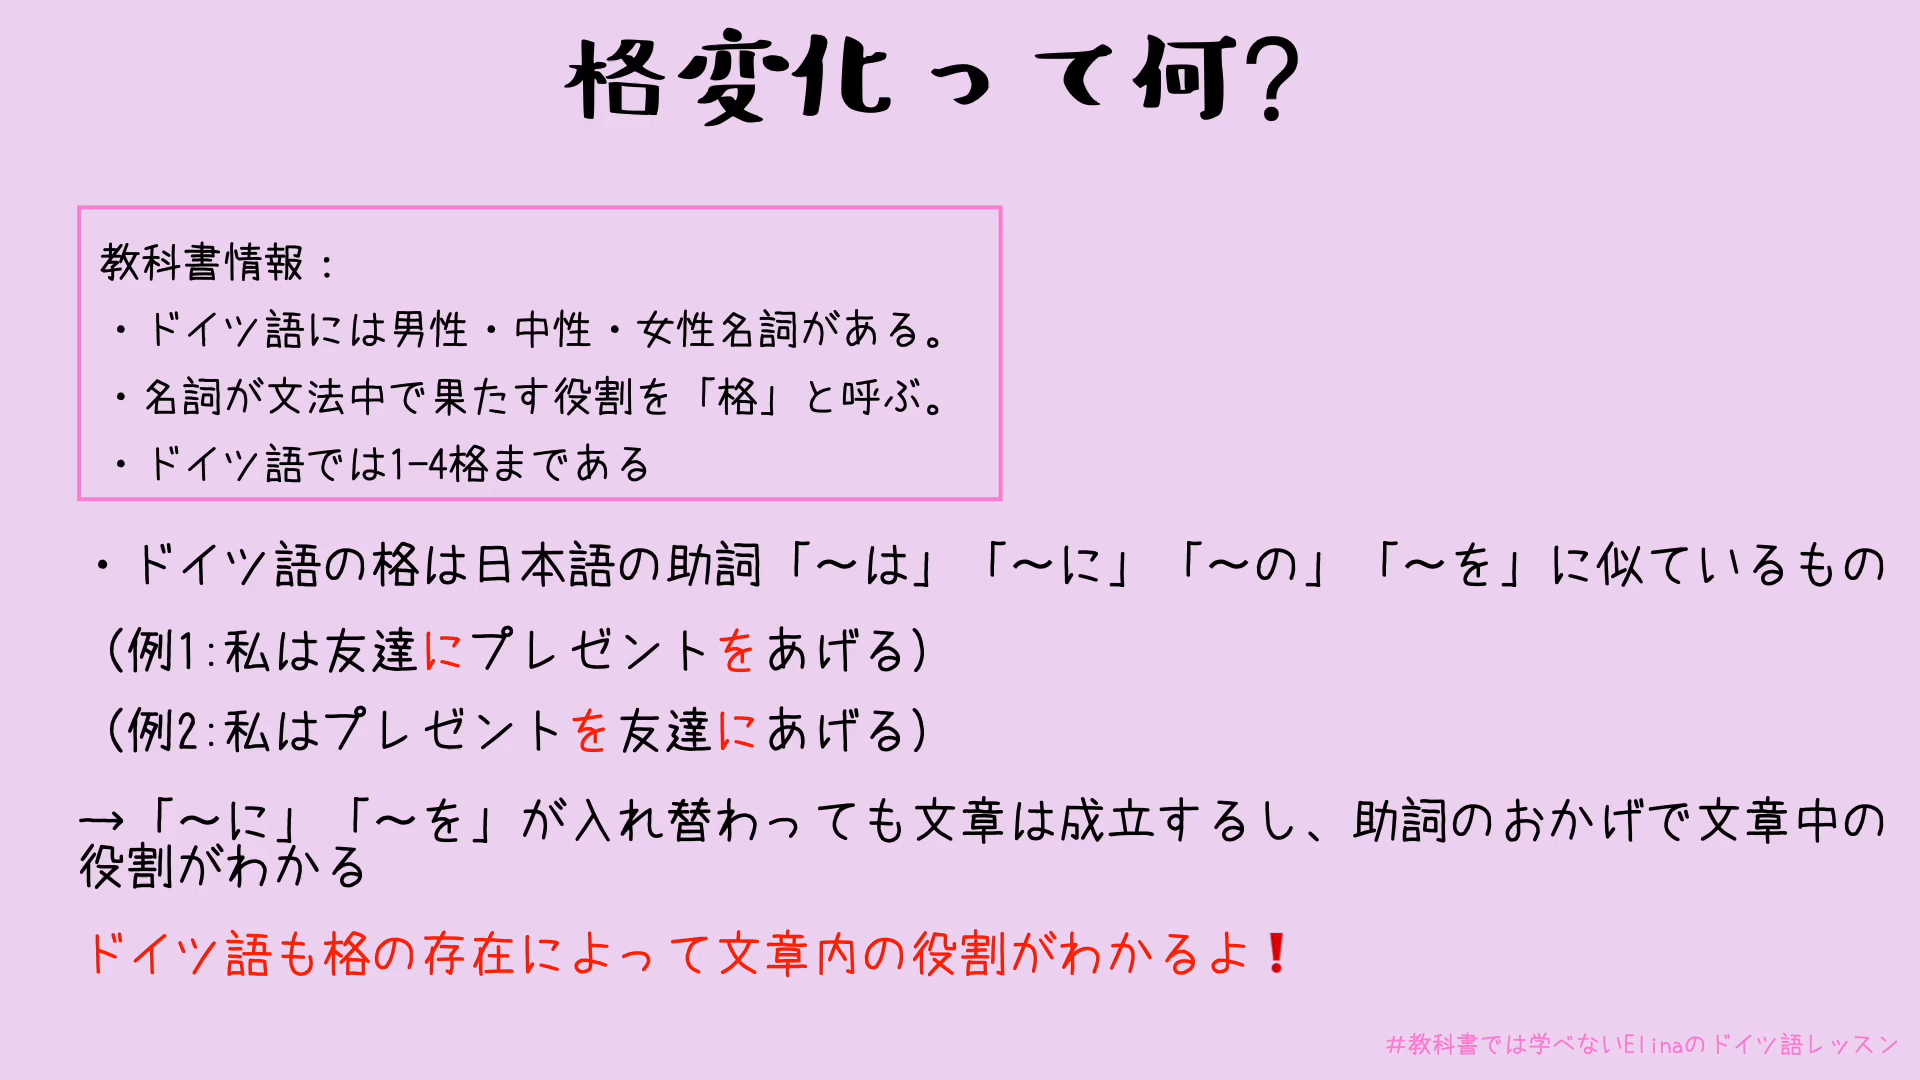 格変化って何?
教科書情報：
・ドイツ語には男性・中性・女性名詞がある。
・名詞が文法中で果たす役割を「格」と呼ぶ。
・ドイツ語では1-4格まである
・ドイツ語の格は日本語の助詞「～は」「～に」「～の」「～を」に似ているもの
（例1:私は友達にプレゼントをあげる）
（例2:私はプレゼントを友達にあげる）
→「～に」「～を」が入れ替わっても文章は成立するし、助詞のおかげで文章中の
役割がわかる
ドイツ語も格の存在によって文章内の役割がわかるよ❗
#教科書では学べないElinaのドイツ語レッスン